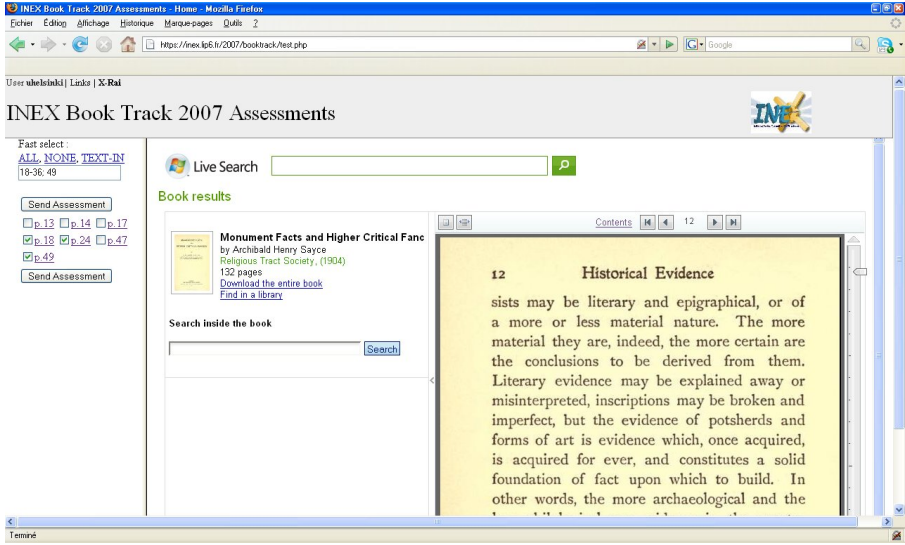 INEX Book Track 2007 Assessments - Home - Mozilla Firefox
Fichier Édition Affichage Historique Marque-pages Outils ?
https://inex.lip6.fr/2007/booktrack/test.php
Google
User uhelsinki | Links | X-Rai
INEX Book Track 2007 Assessments
INEX
Fast select :
ALL, NONE, TEXT-IN
18-36; 49
Send Assessment
p.13 p.14 p.17
p.18 p.24 p.47
p.49
Send Assessment
Live Search
Book results
Monument Facts and Higher Critical Fanc
by Archibald Henry Sayce
Religious Tract Society, (1904)
132 pages
Download the entire book
Find in a library
Search inside the book
Search
Contents 12
12 Historical Evidence
sists may be literary and epigraphical, or of
a more or less material nature. The more
material they are, indeed, the more certain are
the conclusions to be derived from them.
Literary evidence may be explained away or
misinterpreted, inscriptions may be broken and
imperfect, but the evidence of potsherds and
forms of art is evidence which, once acquired,
is acquired for ever, and constitutes a solid
foundation of fact upon which to build. In
other words, the more archaeological and the
Terminé